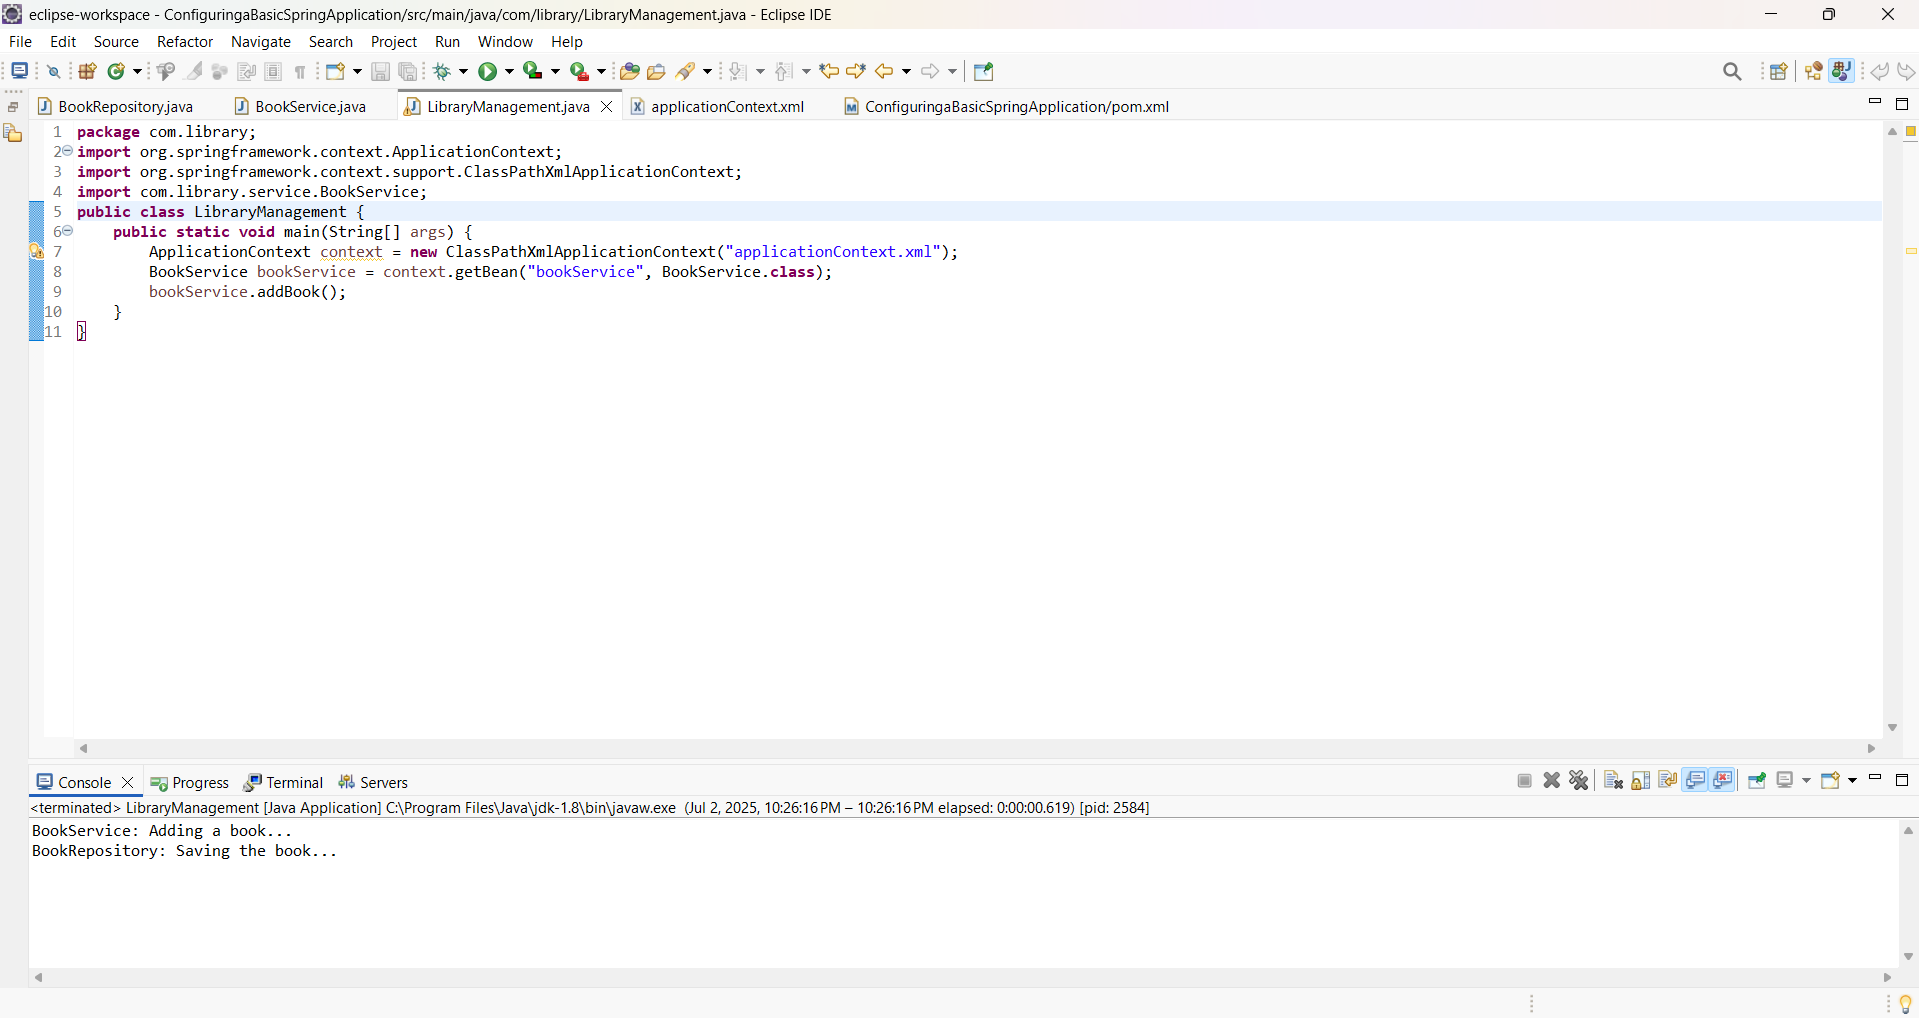 eclipse-workspace - ConfiguringaBasicSpringApplication/src/main/java/com/library/LibraryManagement.java - Eclipse IDE
File Edit Source Refactor Navigate Search Project Run Window Help
BookRepository.java BookService.java LibraryManagement.java applicationContext.xml ConfiguringaBasicSpringApplication/pom.xml
1 package com.library;
2 import org.springframework.context.ApplicationContext;
3 import org.springframework.context.support.ClassPathXmlApplicationContext;
4 import com.library.service.BookService;
5 public class LibraryManagement {
6 public static void main(String[] args) {
7 ApplicationContext context = new ClassPathXmlApplicationContext("applicationContext.xml");
8 BookService bookService = context.getBean("bookService", BookService.class);
9 bookService.addBook();
10 }
11 }
Console Progress Terminal Servers
<terminated> LibraryManagement [Java Application] C:\Program Files\Java\jdk-1.8\bin\javaw.exe (Jul 2, 2025, 10:26:16 PM – 10:26:16 PM elapsed: 0:00:00.619) [pid: 2584]
BookService: Adding a book...
BookRepository: Saving the book...